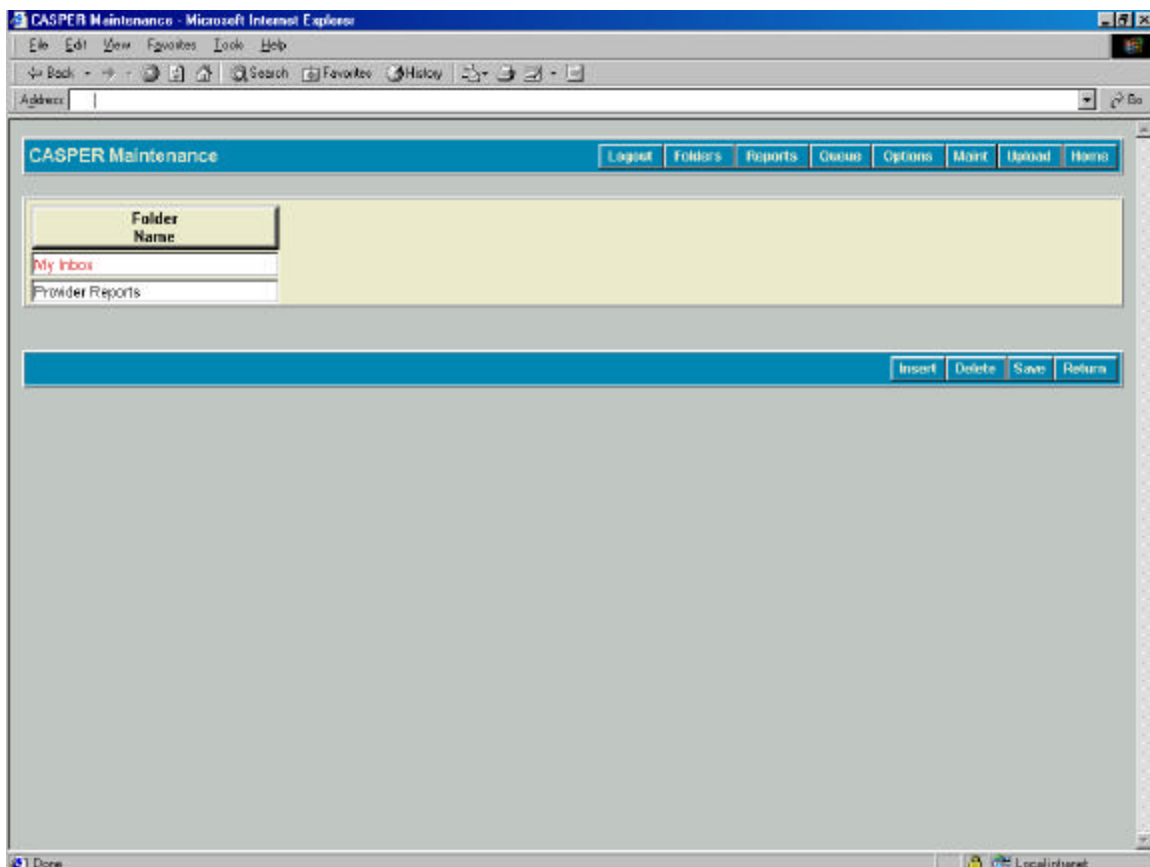 CASPER Maintenance - Microsoft Internet Explorer
File Edit View Favorites Tools Help
Back Search Favorites History
Address Go
CASPER Maintenance Logout Folders Reports Queue Options Maint Upload Home
Folder
Name
My Inbox
Provider Reports
Insert Delete Save Return
Done Local intranet